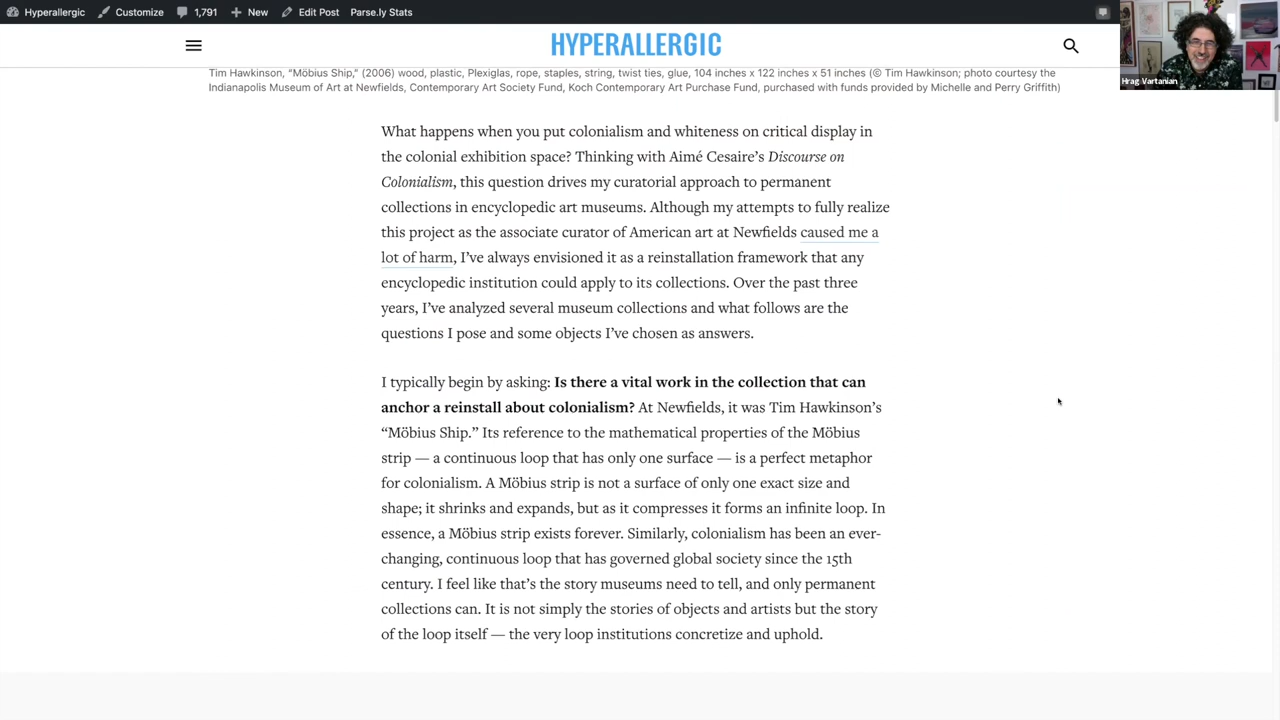 Hyperallergic Customize 1,791 New Edit Post Parse.ly Stats
HYPERALLERGIC
Hrag Vartanian
Tim Hawkinson, “Möbius Ship,” (2006) wood, plastic, Plexiglas, rope, staples, string, twist ties, glue, 104 inches x 122 inches x 51 inches (© Tim Hawkinson; photo courtesy the
Indianapolis Museum of Art at Newfields, Contemporary Art Society Fund, Koch Contemporary Art Purchase Fund, purchased with funds provided by Michelle and Perry Griffith)
What happens when you put colonialism and whiteness on critical display in
the colonial exhibition space? Thinking with Aimé Cesaire’s Discourse on
Colonialism, this question drives my curatorial approach to permanent
collections in encyclopedic art museums. Although my attempts to fully realize
this project as the associate curator of American art at Newfields caused me a
lot of harm, I’ve always envisioned it as a reinstallation framework that any
encyclopedic institution could apply to its collections. Over the past three
years, I’ve analyzed several museum collections and what follows are the
questions I pose and some objects I’ve chosen as answers.
I typically begin by asking: Is there a vital work in the collection that can
anchor a reinstall about colonialism? At Newfields, it was Tim Hawkinson’s
“Möbius Ship.” Its reference to the mathematical properties of the Möbius
strip — a continuous loop that has only one surface — is a perfect metaphor
for colonialism. A Möbius strip is not a surface of only one exact size and
shape; it shrinks and expands, but as it compresses it forms an infinite loop. In
essence, a Möbius strip exists forever. Similarly, colonialism has been an ever-
changing, continuous loop that has governed global society since the 15th
century. I feel like that’s the story museums need to tell, and only permanent
collections can. It is not simply the stories of objects and artists but the story
of the loop itself — the very loop institutions concretize and uphold.